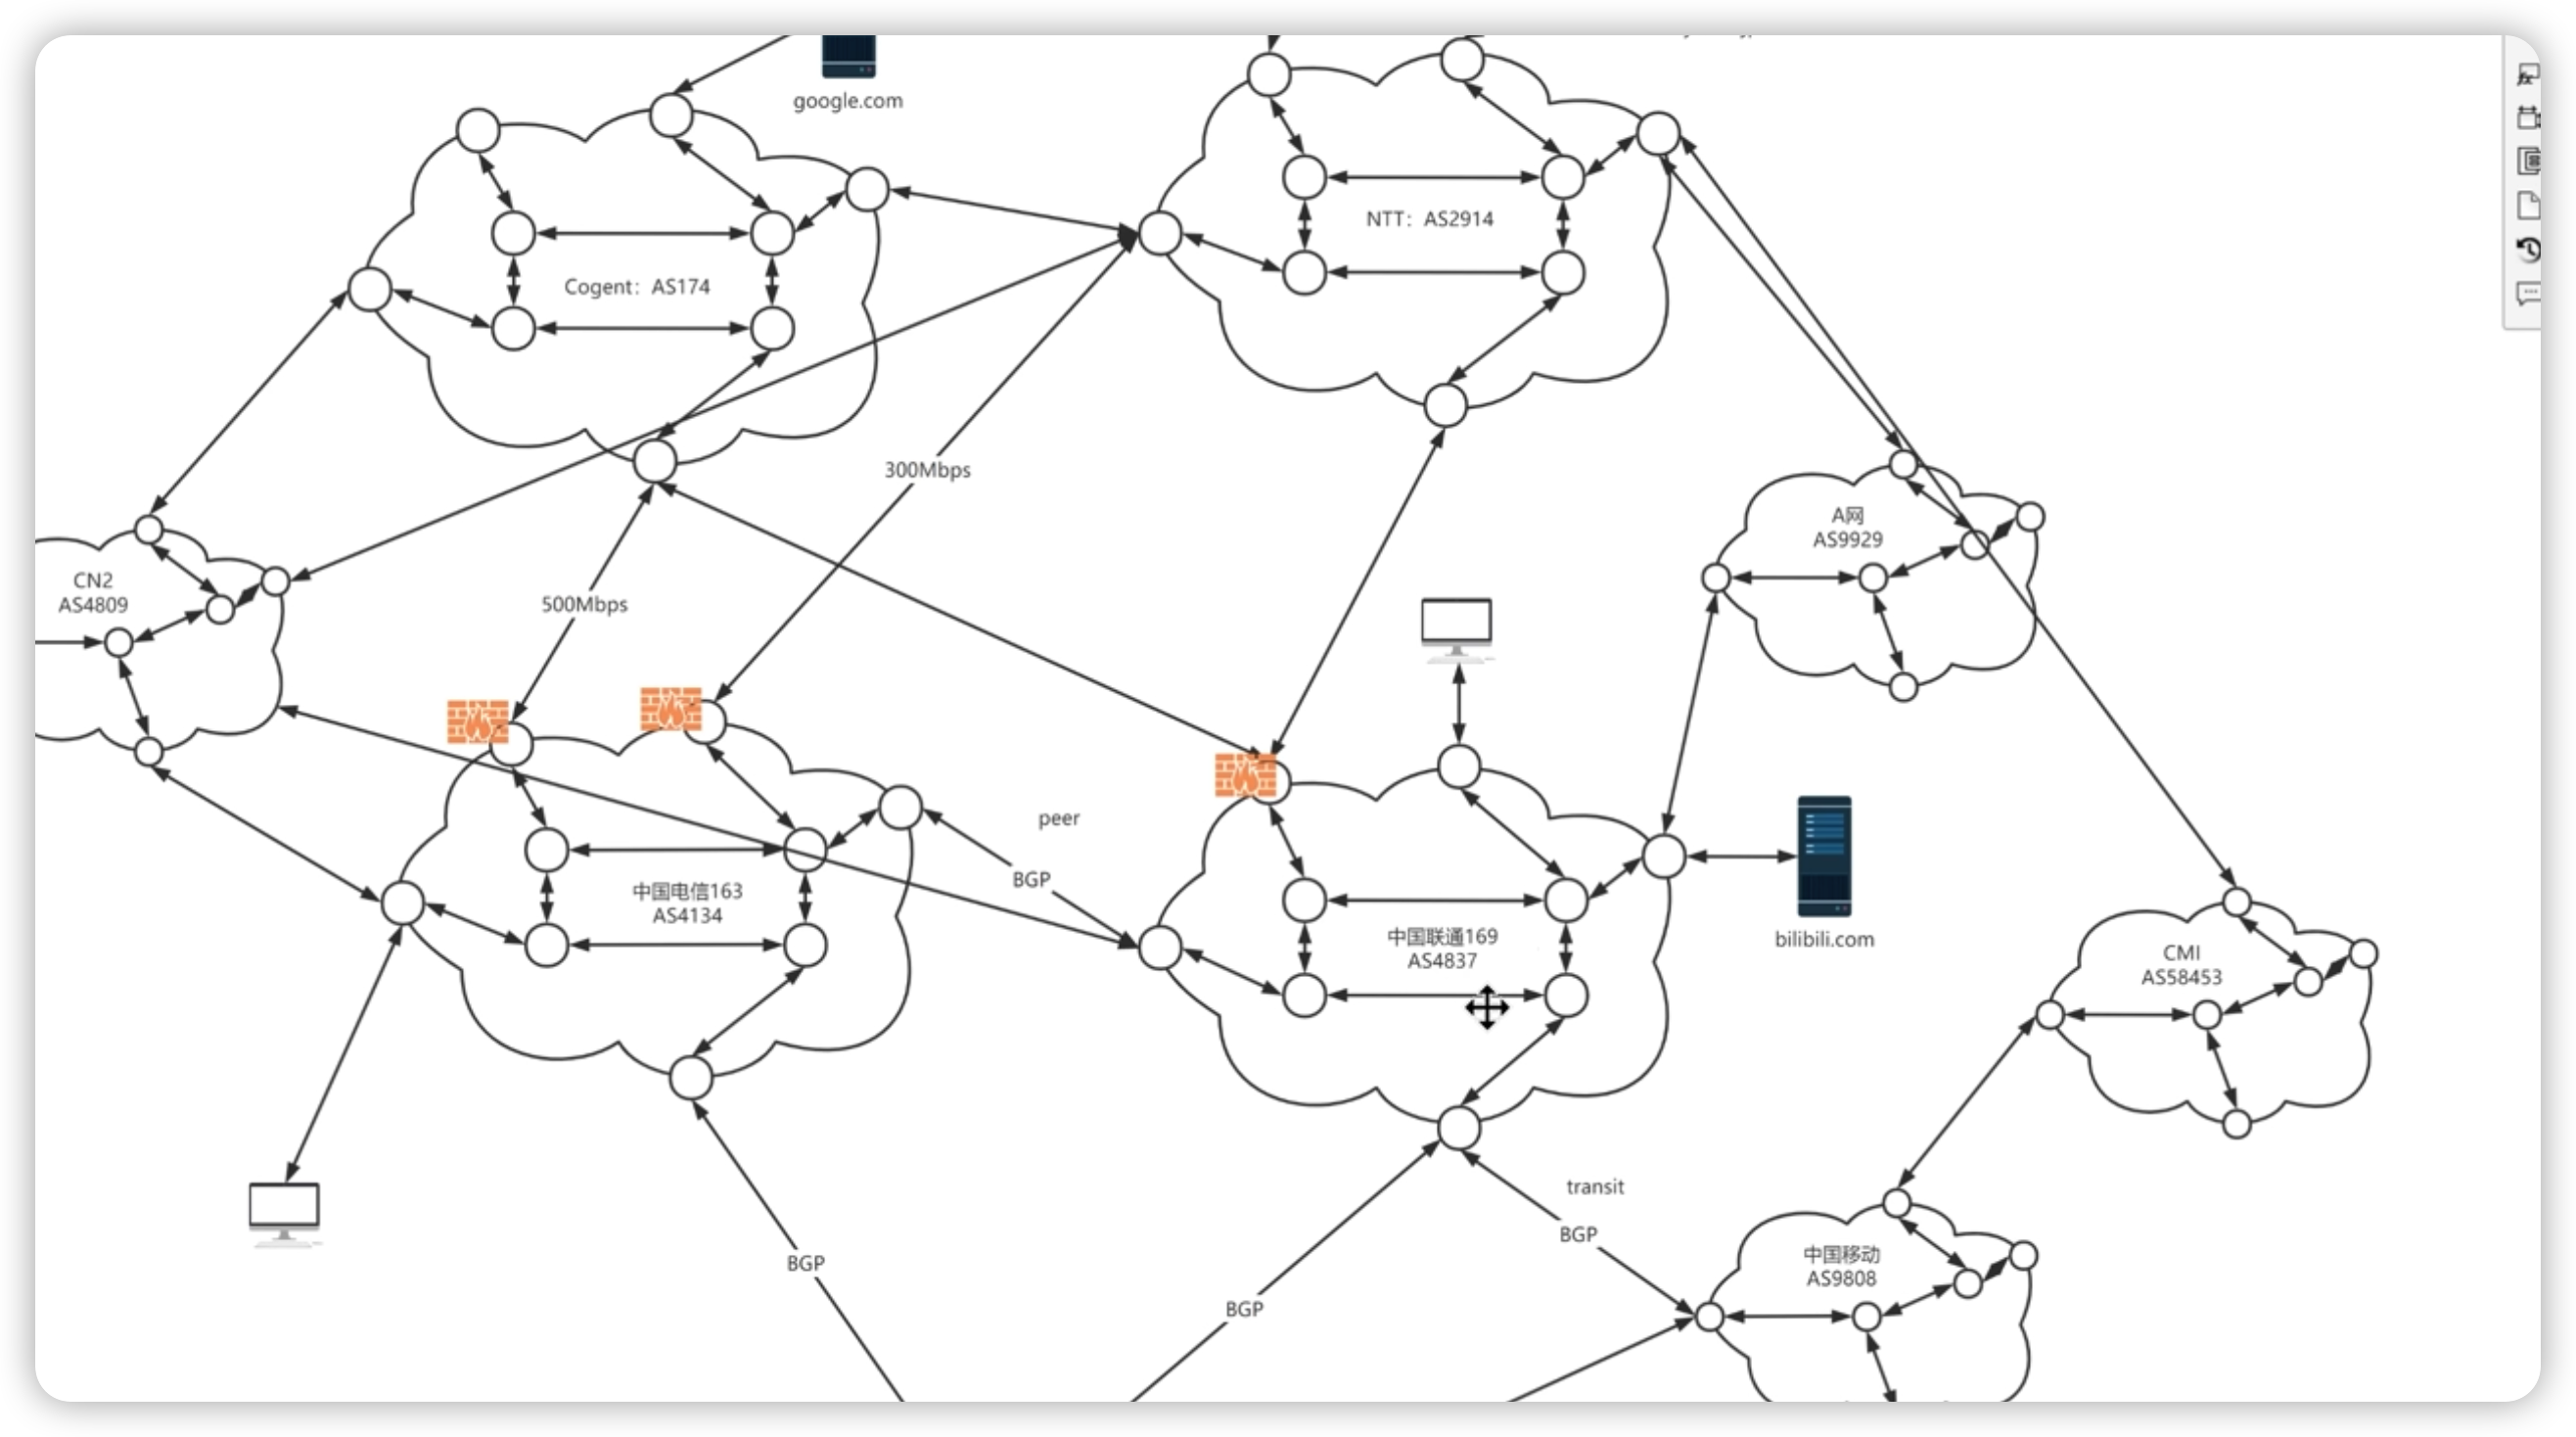 google.com
NTT：AS2914
Cogent：AS174
300Mbps
A网
AS9929
CN2
AS4809
500Mbps
peer
BGP
中国电信163
AS4134
中国联通169
AS4837
bilibili.com
CMI
AS58453
transit
BGP
中国移动
AS9808
BGP
BGP